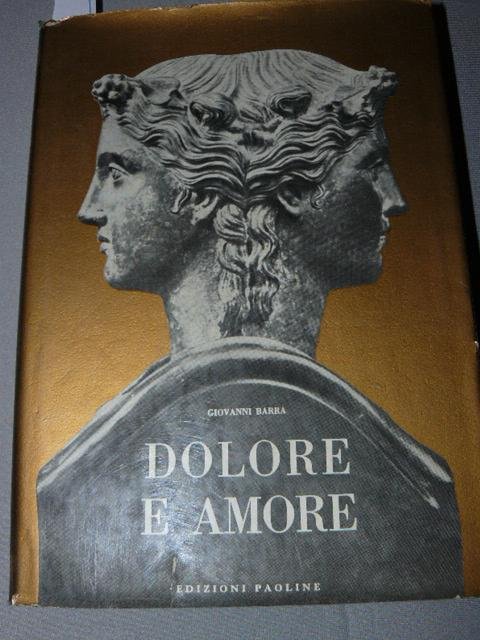 GIOVANNI BARRA
DOLORE
E AMORE
EDIZIONI PAOLINE